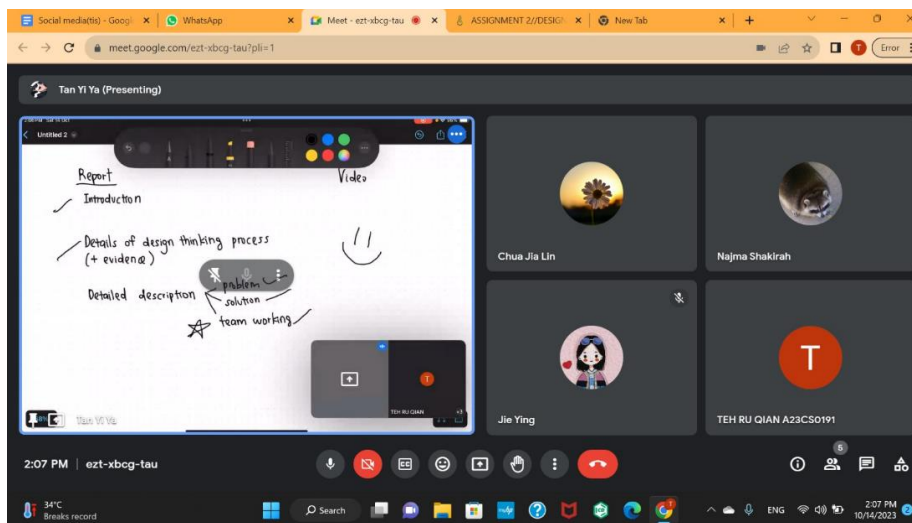 Social media(tis) - Googl
WhatsApp
Meet - ezt-xbcg-tau
ASSIGNMENT 2//DESIGN
New Tab
meet.google.com/ezt-xbcg-tau?pli=1
T
Error
Tan Yi Ya (Presenting)
Untitled 2
Report
Video
Introduction
Details of design thinking process
(+ evidence)
Detailed description
problem
solution
team working
T
TEH RU QIAN
+3
Tan Yi Ya
Chua Jia Lin
Najma Shakirah
Jie Ying
T
TEH RU QIAN A23CS0191
2:07 PM | ezt-xbcg-tau
5
34°C
Breaks record
Search
ENG
2:07 PM
10/14/2023
2